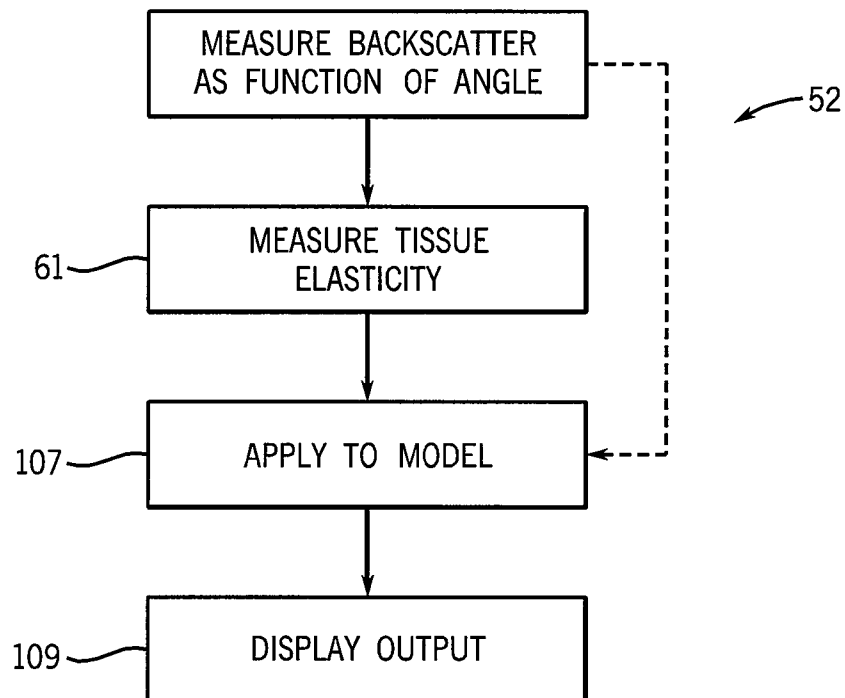 MEASURE BACKSCATTER
AS FUNCTION OF ANGLE
52
MEASURE TISSUE
ELASTICITY
61
APPLY TO MODEL
107
DISPLAY OUTPUT
109